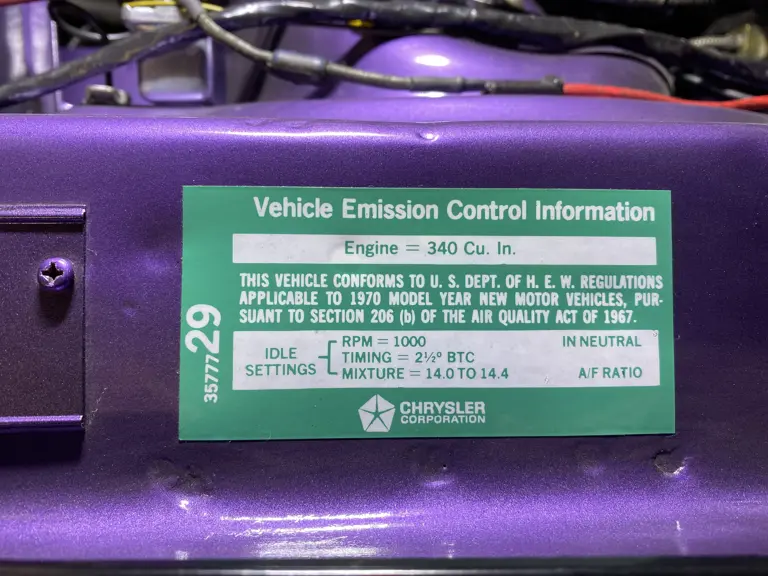 Vehicle Emission Control Information
Engine = 340 Cu. In.
THIS VEHICLE CONFORMS TO U. S. DEPT. OF H. E. W. REGULATIONS
APPLICABLE TO 1970 MODEL YEAR NEW MOTOR VEHICLES, PUR-
SUANT TO SECTION 206 (b) OF THE AIR QUALITY ACT OF 1967.
3577729
IDLE
SETTINGS
RPM = 1000 IN NEUTRAL
TIMING = 2½° BTC
MIXTURE = 14.0 TO 14.4 A/F RATIO
CHRYSLER
CORPORATION